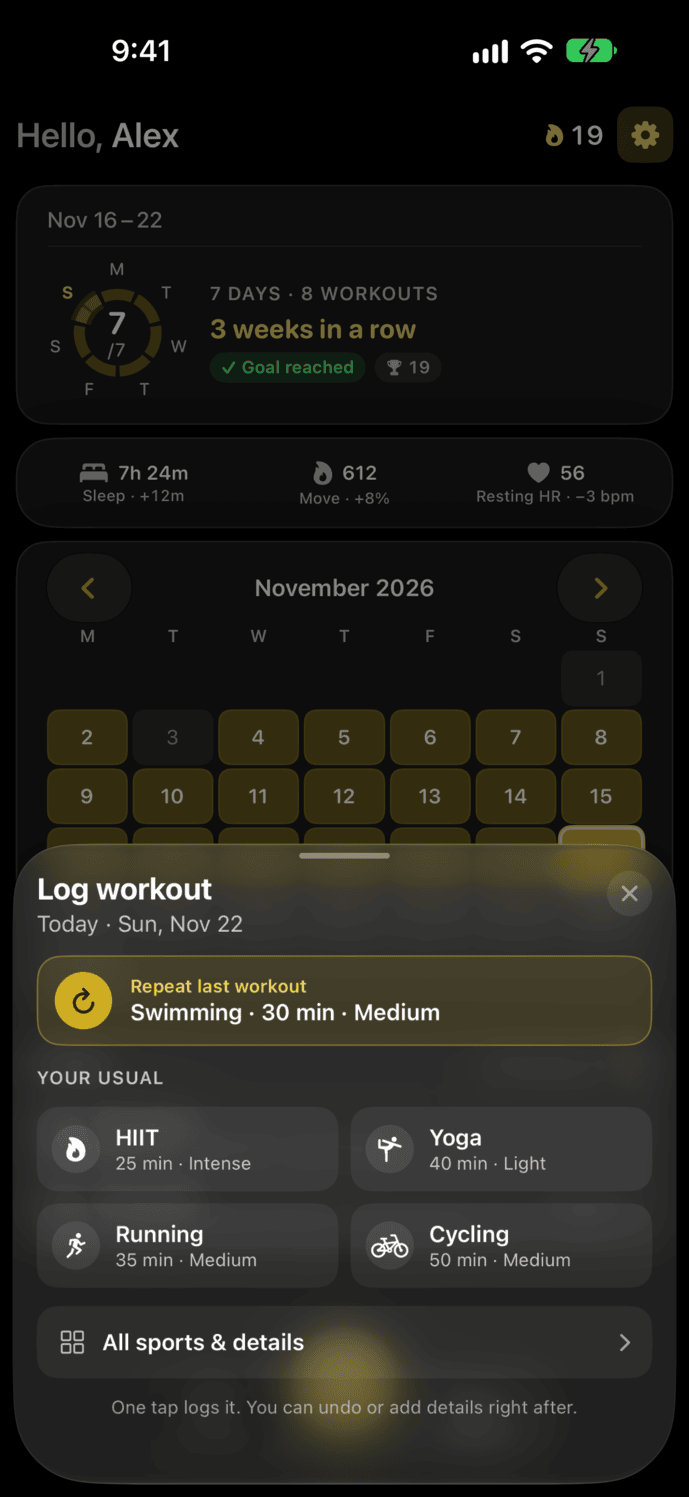 9:41
Hello, Alex
19
Nov 16 – 22
M
S
T
7
/7
S
W
F
T
7 DAYS · 8 WORKOUTS
3 weeks in a row
Goal reached
19
7h 24m
Sleep · +12m
612
Move · +8%
56
Resting HR · −3 bpm
November 2026
M T W T F S S
1
2 3 4 5 6 7 8
9 10 11 12 13 14 15
Log workout
Today · Sun, Nov 22
Repeat last workout
Swimming · 30 min · Medium
YOUR USUAL
HIIT
25 min · Intense
Yoga
40 min · Light
Running
35 min · Medium
Cycling
50 min · Medium
All sports & details
One tap logs it. You can undo or add details right after.